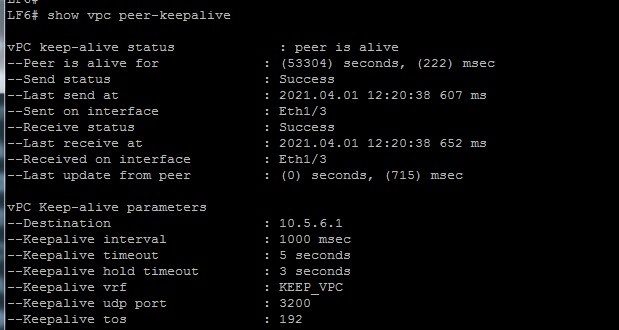 LF6#
LF6# show vpc peer-keepalive
vPC keep-alive status : peer is alive
--Peer is alive for : (53304) seconds, (222) msec
--Send status : Success
--Last send at : 2021.04.01 12:20:38 607 ms
--Sent on interface : Eth1/3
--Receive status : Success
--Last receive at : 2021.04.01 12:20:38 652 ms
--Received on interface : Eth1/3
--Last update from peer : (0) seconds, (715) msec
vPC Keep-alive parameters
--Destination : 10.5.6.1
--Keepalive interval : 1000 msec
--Keepalive timeout : 5 seconds
--Keepalive hold timeout : 3 seconds
--Keepalive vrf : KEEP_VPC
--Keepalive udp port : 3200
--Keepalive tos : 192